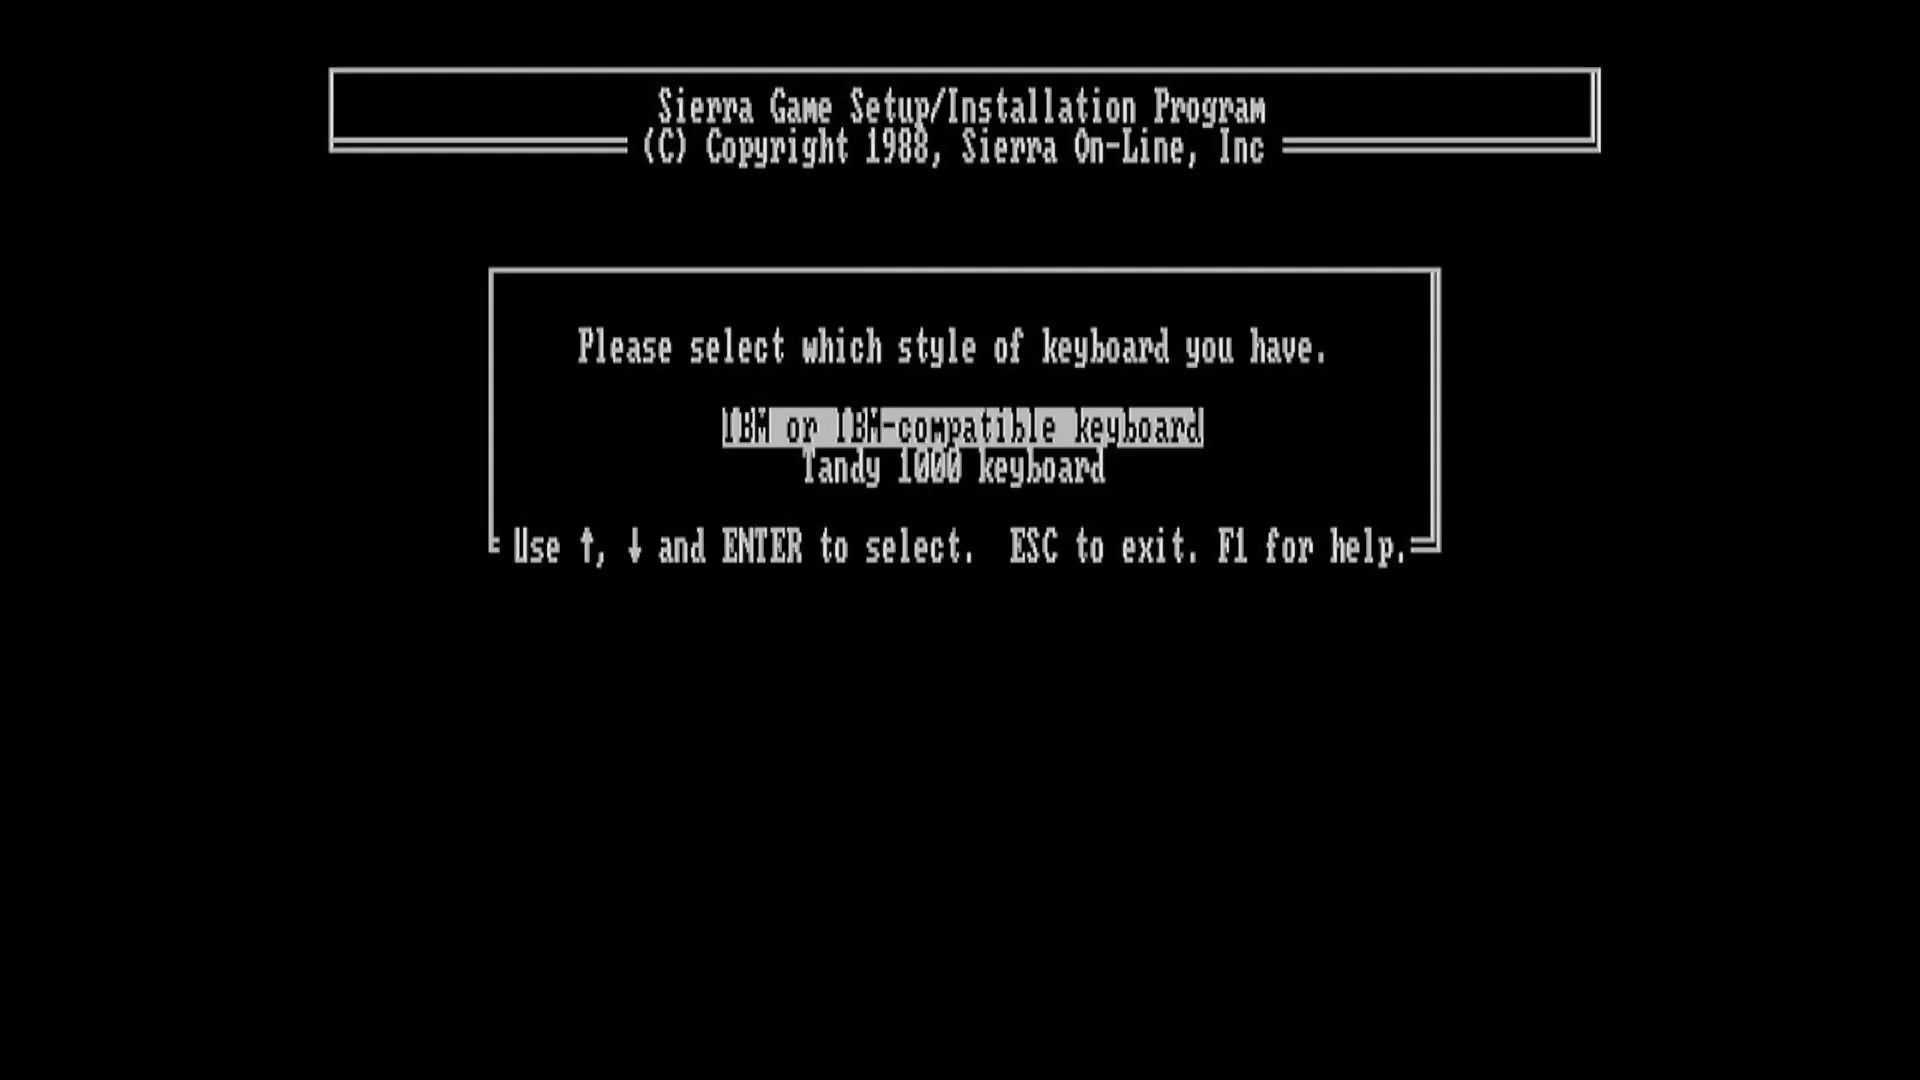 Sierra Game Setup/Installation Program
(C) Copyright 1988, Sierra On-Line, Inc
Please select which style of keyboard you have.
IBM or IBM-compatible keyboard
Tandy 1000 keyboard
Use ↑, ↓ and ENTER to select.  ESC to exit. F1 for help.